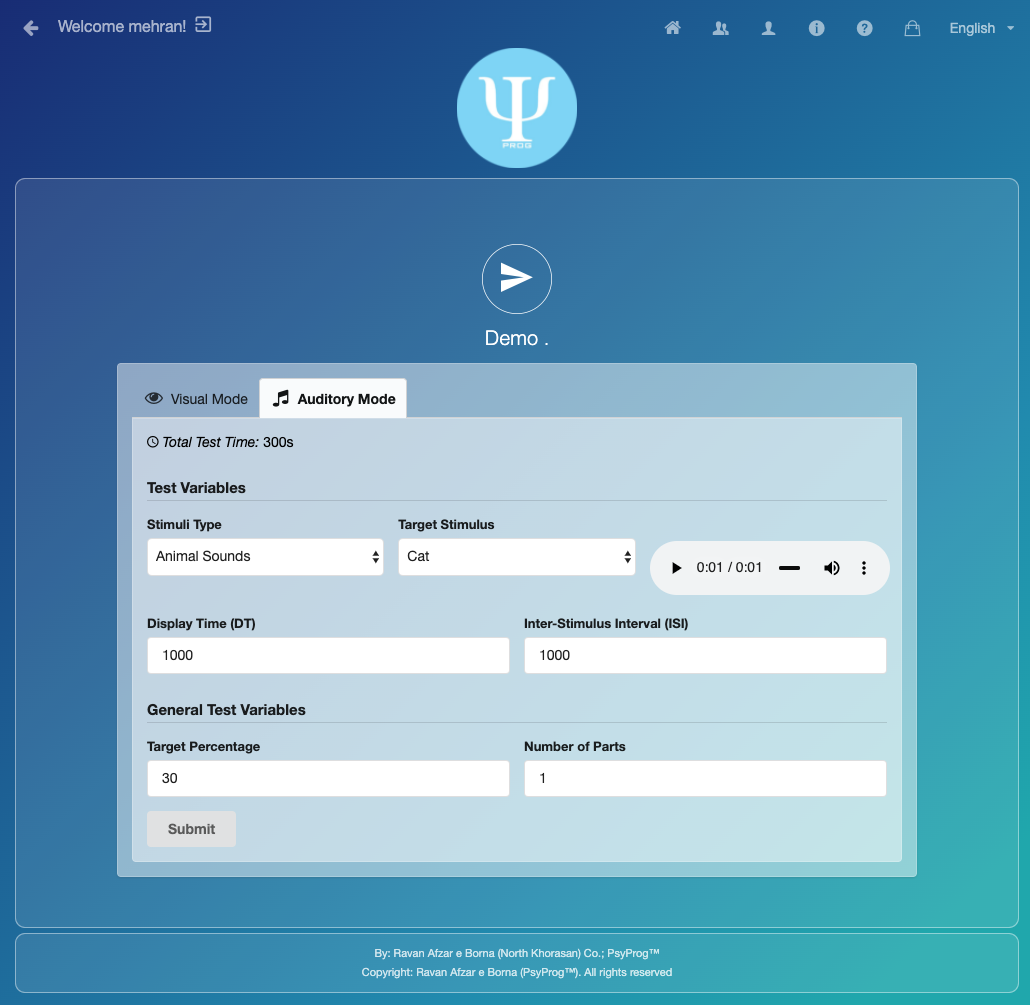 Welcome mehran!
English
Ψ
PROG
Demo .
Visual Mode
Auditory Mode
Total Test Time: 300s
Test Variables
Stimuli Type
Target Stimulus
Animal Sounds
Cat
0:01 / 0:01
Display Time (DT)
Inter-Stimulus Interval (ISI)
1000
1000
General Test Variables
Target Percentage
Number of Parts
30
1
Submit
By: Ravan Afzar e Borna (North Khorasan) Co.; PsyProg™
Copyright: Ravan Afzar e Borna (PsyProg™). All rights reserved